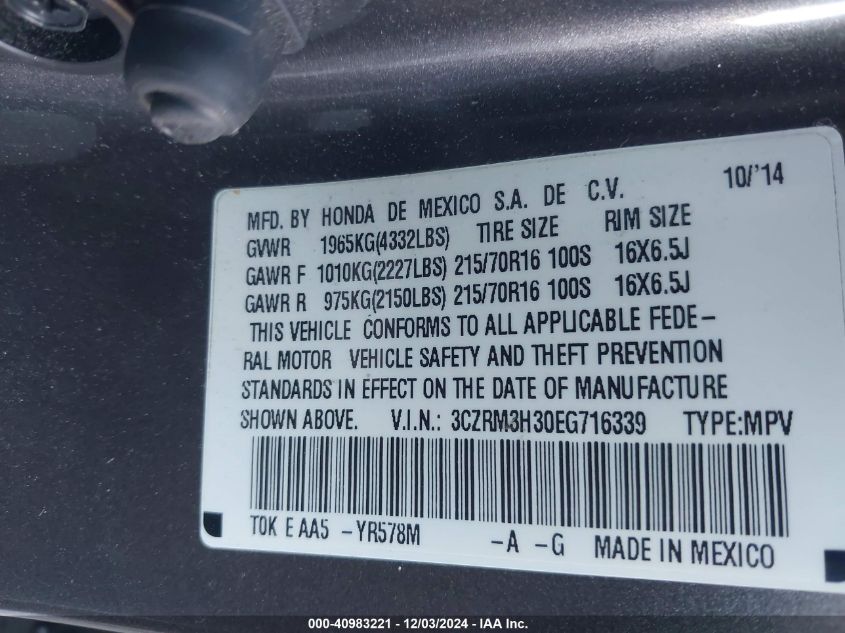 10/'14
MFD. BY HONDA DE MEXICO S.A. DE C.V.
GVWR 1965KG(4332LBS) TIRE SIZE RIM SIZE
GAWR F 1010KG(2227LBS) 215/70R16 100S 16X6.5J
GAWR R 975KG(2150LBS) 215/70R16 100S 16X6.5J
THIS VEHICLE CONFORMS TO ALL APPLICABLE FEDE-
RAL MOTOR VEHICLE SAFETY AND THEFT PREVENTION
STANDARDS IN EFFECT ON THE DATE OF MANUFACTURE
SHOWN ABOVE. V.I.N.: 3CZRM3H30EG716339 TYPE:MPV
TOK E AA5 -YR578M -A -G MADE IN MEXICO
000-40983221 - 12/03/2024 - IAA Inc.